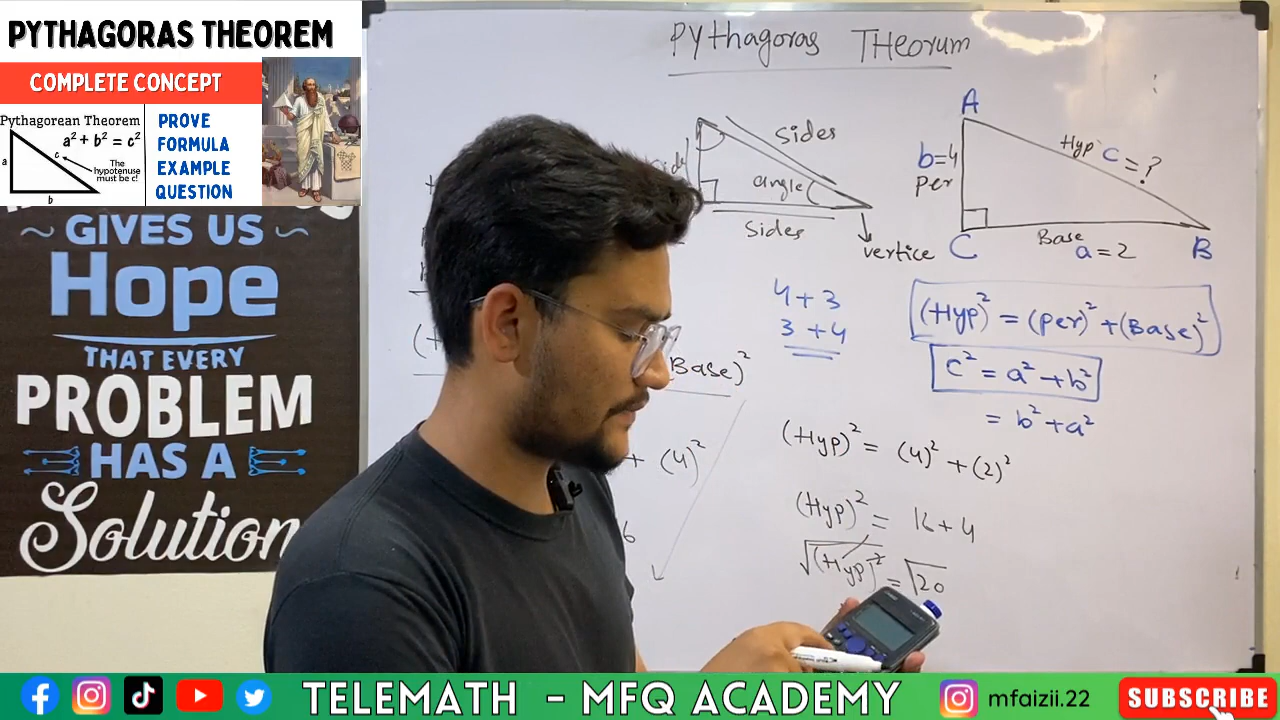 PYTHAGORAS THEOREM
COMPLETE CONCEPT
Pythagorean Theorem
a² + b² = c²
a
c
The
hypotenuse
must be c!
b
PROVE
FORMULA
EXAMPLE
QUESTION
GIVES US
Hope
THAT EVERY
PROBLEM
HAS A
Solution
Pythagoras THeorum
Sides
angle
Sides
vertice
A
b=4
per
Hyp C = ?
C
Base
a=2
B
4+3
3+4
(Hyp)² = (per)² + (Base)²
c² = a² + b²
= b² + a²
Base)²
+ (4)²
6
(Hyp)² = (4)² + (2)²
(Hyp)² = 16 + 4
√(Hyp)² = √20
TELEMATH - MFQ ACADEMY
mfaizii.22
SUBSCRIBE